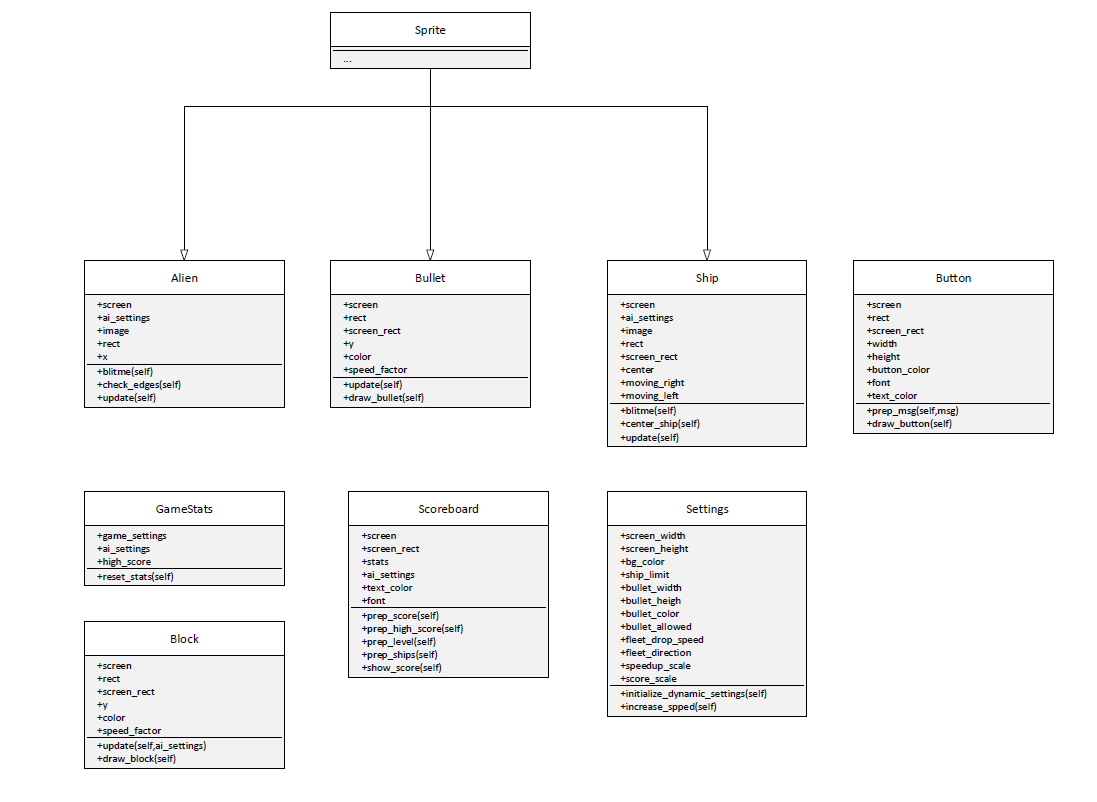 Sprite
...
Alien
+screen
+ai_settings
+image
+rect
+x
+blitme(self)
+check_edges(self)
+update(self)
Bullet
+screen
+rect
+screen_rect
+y
+color
+speed_factor
+update(self)
+draw_bullet(self)
Ship
+screen
+ai_settings
+image
+rect
+screen_rect
+center
+moving_right
+moving_left
+blitme(self)
+center_ship(self)
+update(self)
Button
+screen
+rect
+screen_rect
+width
+height
+button_color
+font
+text_color
+prep_msg(self,msg)
+draw_button(self)
GameStats
+game_settings
+ai_settings
+high_score
+reset_stats(self)
Scoreboard
+screen
+screen_rect
+stats
+ai_settings
+text_color
+font
+prep_score(self)
+prep_high_score(self)
+prep_level(self)
+prep_ships(self)
+show_score(self)
Settings
+screen_width
+screen_height
+bg_color
+ship_limit
+bullet_width
+bullet_heigh
+bullet_color
+bullet_allowed
+fleet_drop_speed
+fleet_direction
+speedup_scale
+score_scale
+initialize_dynamic_settings(self)
+increase_spped(self)
Block
+screen
+rect
+screen_rect
+y
+color
+speed_factor
+update(self,ai_settings)
+draw_block(self)